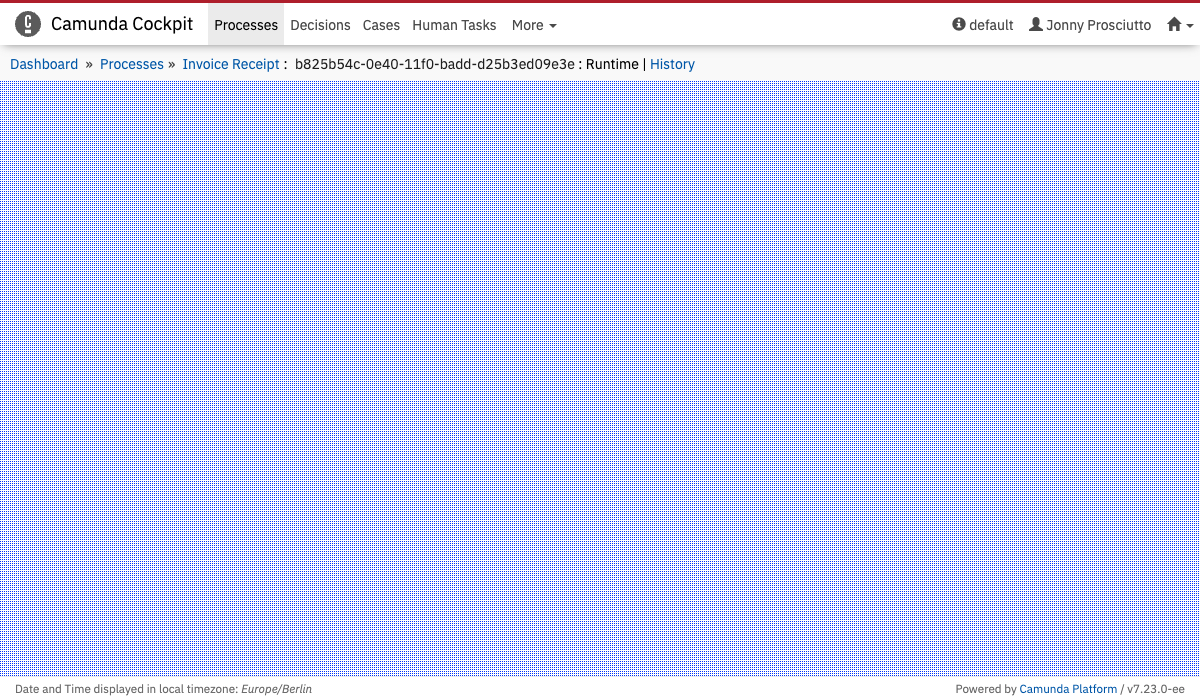 Camunda Cockpit Processes Decisions Cases Human Tasks More default Jonny Prosciutto
Dashboard » Processes » Invoice Receipt : b825b54c-0e40-11f0-badd-d25b3ed09e3e : Runtime | History
Date and Time displayed in local timezone: Europe/Berlin Powered by Camunda Platform / v7.23.0-ee